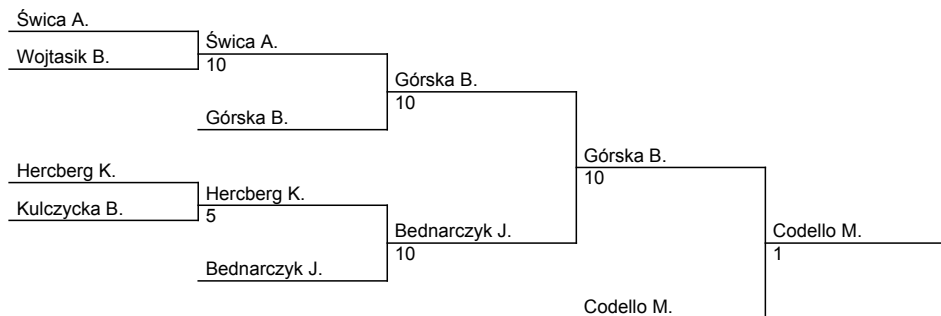 Świca A.
Wojtasik B.
Świca A.
10
Górska B.
Górska B.
10
Hercberg K.
Kulczycka B.
Hercberg K.
5
Bednarczyk J.
Bednarczyk J.
10
Górska B.
10
Codello M.
Codello M.
1